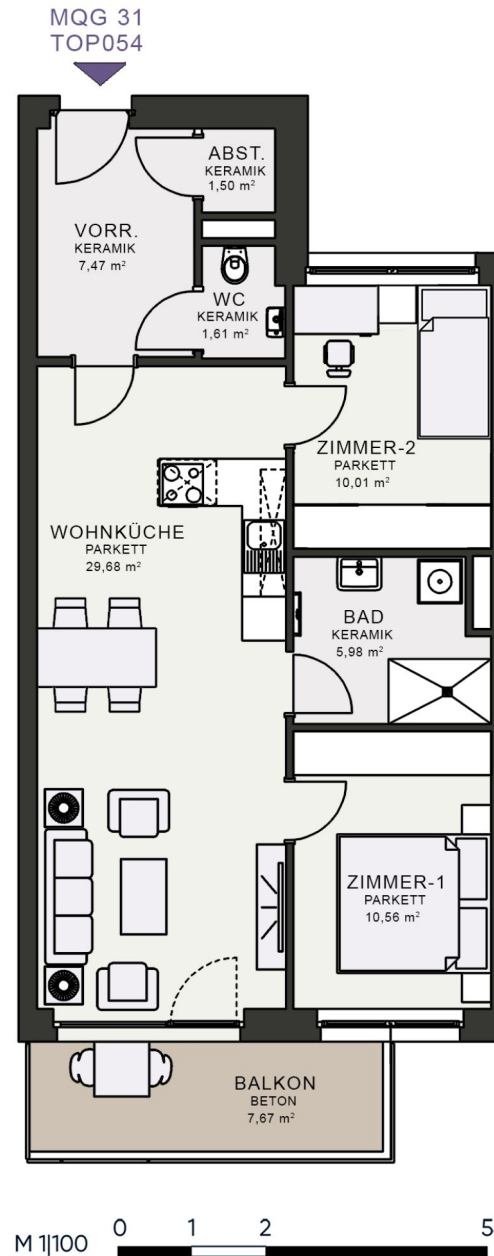 MQG 31
TOP054
ABST.
KERAMIK
1,50 m²
VORR.
KERAMIK
7,47 m²
WC
KERAMIK
1,61 m²
ZIMMER-2
PARKETT
10,01 m²
WOHNKÜCHE
PARKETT
29,68 m²
BAD
KERAMIK
5,98 m²
ZIMMER-1
PARKETT
10,56 m²
BALKON
BETON
7,67 m²
M 1|100
0 1 2 5